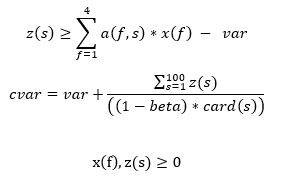 z(s) ≥ ∑_{f=1}^{4} a(f,s) * x(f) − var
cvar = var + (∑_{s=1}^{100} z(s)) / ((1 − beta) * card(s))
x(f),z(s) ≥ 0